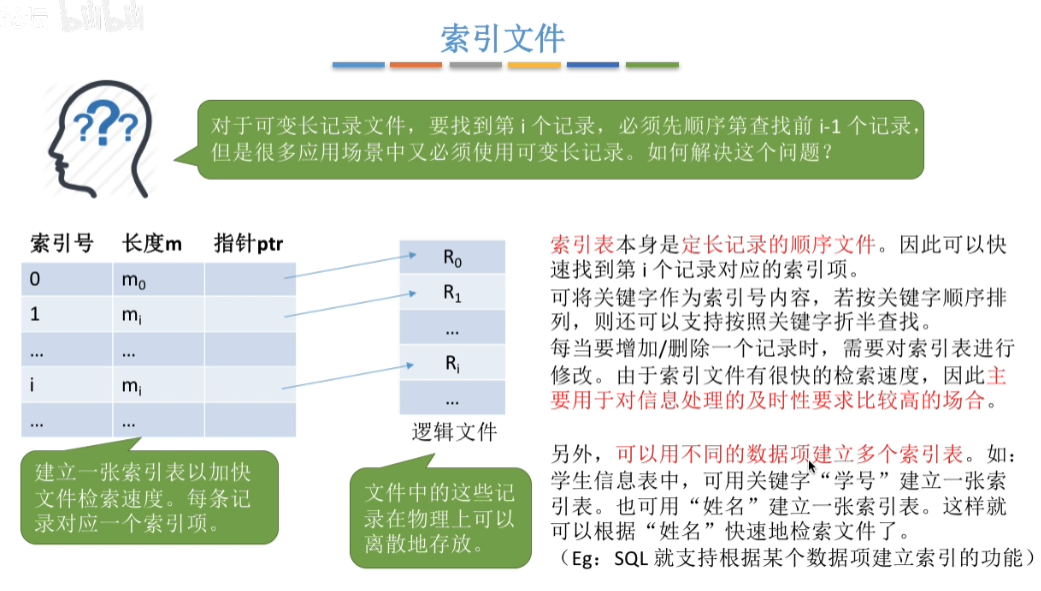 索引文件
???
对于可变长记录文件，要找到第 i 个记录，必须先顺序第查找前 i-1 个记录，
但是很多应用场景中又必须使用可变长记录。如何解决这个问题？
索引号 长度m 指针ptr
0 m0
1 mi
... ...
i mi
... ...
R0
R1
...
Ri
...
逻辑文件
建立一张索引表以加快
文件检索速度。每条记
录对应一个索引项。
文件中的这些记
录在物理上可以
离散地存放。
索引表本身是定长记录的顺序文件。因此可以快
速找到第 i 个记录对应的索引项。
可将关键字作为索引号内容，若按关键字顺序排
列，则还可以支持按照关键字折半查找。
每当要增加/删除一个记录时，需要对索引表进行
修改。由于索引文件有很快的检索速度，因此主
要用于对信息处理的及时性要求比较高的场合。
另外，可以用不同的数据项建立多个索引表。如：
学生信息表中，可用关键字“学号”建立一张索
引表。也可用“姓名”建立一张索引表。这样就
可以根据“姓名”快速地检索文件了。
（Eg：SQL 就支持根据某个数据项建立索引的功能）
bilibili